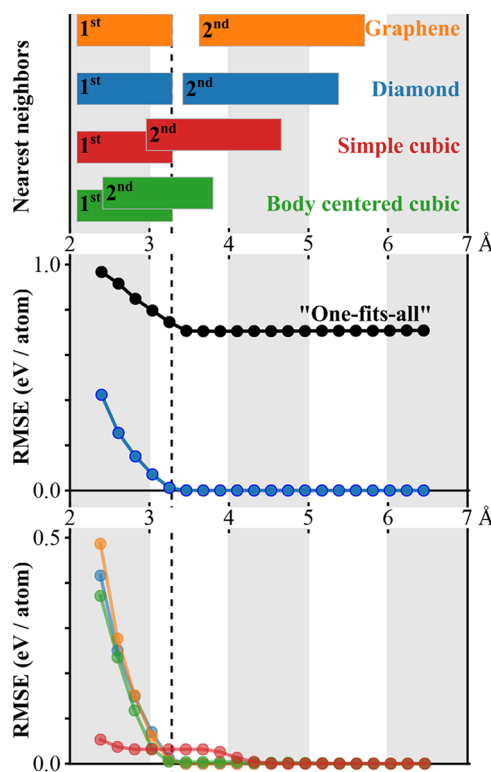 Nearest neighbors
1st 2nd Graphene
1st 2nd Diamond
1st 2nd Simple cubic
1st 2nd Body centered cubic
2 3 4 5 6 7 Å
RMSE (eV / atom)
1.0
"One-fits-all"
0.0
2 3 4 5 6 7 Å
RMSE (eV / atom)
0.5
0.0